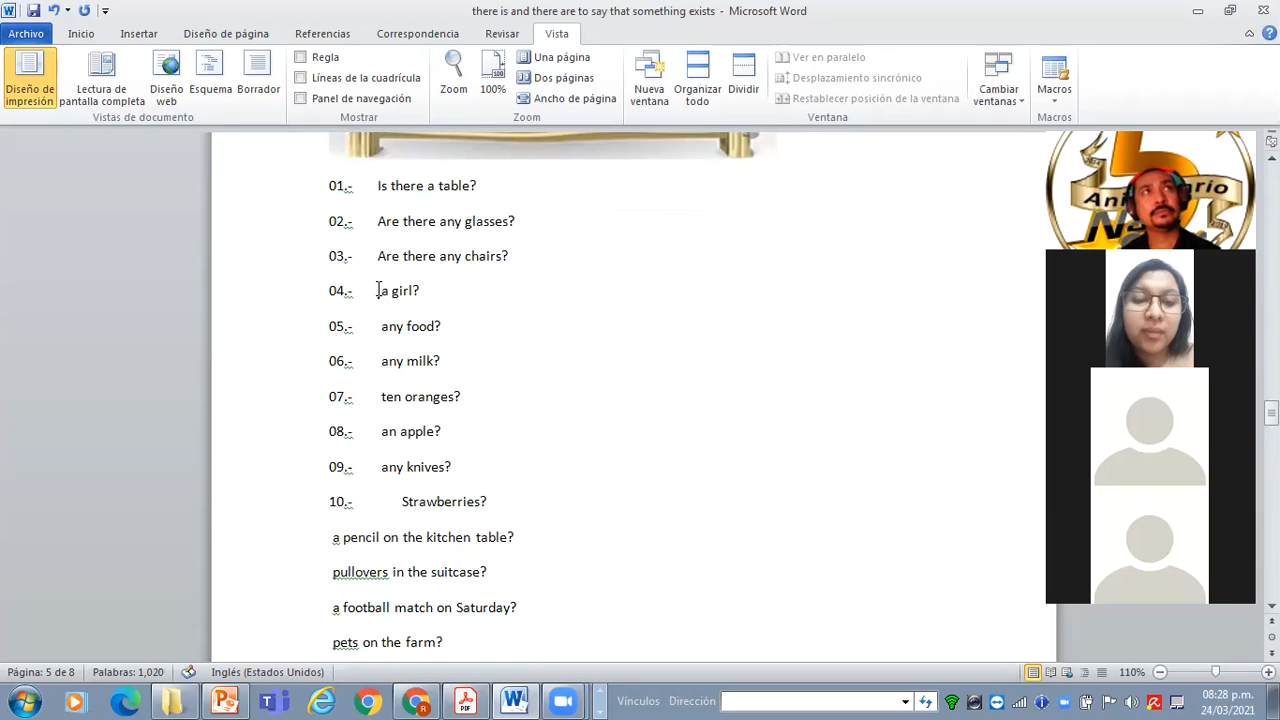 there is and there are to say that something exists - Microsoft Word
Archivo Inicio Insertar Diseño de página Referencias Correspondencia Revisar Vista
Diseño de impresión
Lectura de pantalla completa
Diseño web
Esquema
Borrador
Vistas de documento
Regla
Líneas de la cuadrícula
Panel de navegación
Mostrar
Zoom
100%
Una página
Dos páginas
Ancho de página
Zoom
Nueva ventana
Organizar todo
Dividir
Ver en paralelo
Desplazamiento sincrónico
Restablecer posición de la ventana
Ventana
Cambiar ventanas
Macros
Macros
01.- Is there a table?
02.- Are there any glasses?
03.- Are there any chairs?
04.- a girl?
05.- any food?
06.- any milk?
07.- ten oranges?
08.- an apple?
09.- any knives?
10.- Strawberries?
a pencil on the kitchen table?
pullovers in the suitcase?
a football match on Saturday?
pets on the farm?
Página: 5 de 8 Palabras: 1,020 Inglés (Estados Unidos) 110%
Vínculos Dirección
08:28 p.m.
24/03/2021